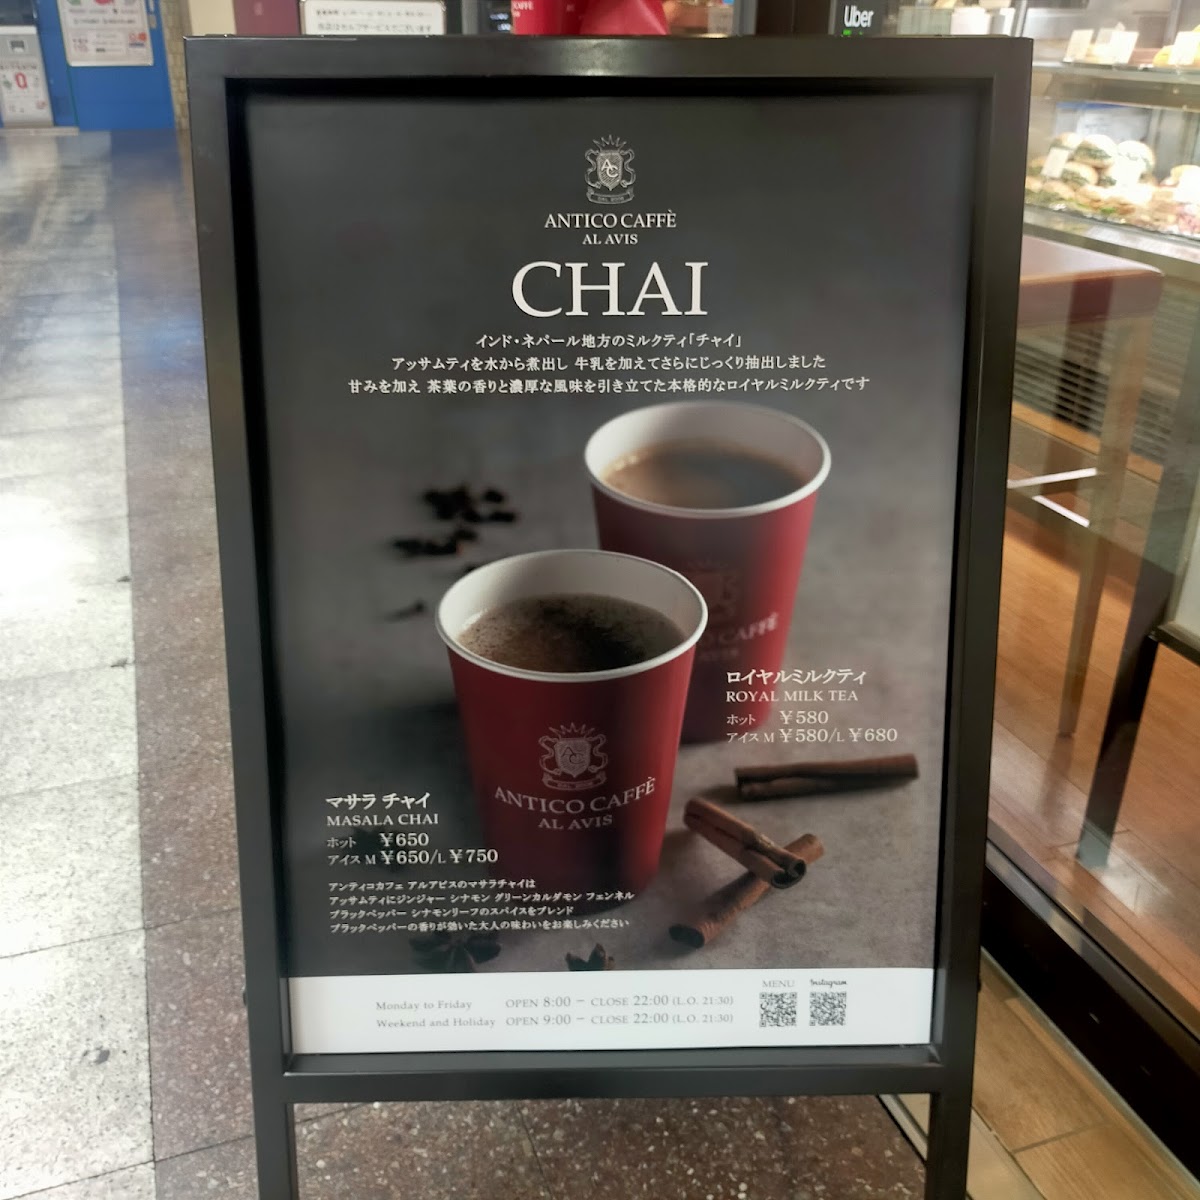 Uber
ANTICO CAFFÈ
AL AVIS
CHAI
インド・ネパール地方のミルクティ「チャイ」
アッサムティを水から煮出し 牛乳を加えてさらにじっくり抽出しました
甘みを加え 茶葉の香りと濃厚な風味を引き立てた本格的なロイヤルミルクティです
ロイヤルミルクティ
ROYAL MILK TEA
ホット ¥580
アイス M ¥580/L ¥680
ANTICO CAFFÈ
AL AVIS
マサラ チャイ
MASALA CHAI
ホット ¥650
アイス M ¥650/L ¥750
アンティコカフェ アルアビスのマサラチャイは
アッサムティにジンジャー シナモン グリーンカルダモン フェンネル
ブラックペッパー シナモンリーフのスパイスをブレンド
ブラックペッパーの香りが効いた大人の味わいをお楽しみください
Monday to Friday OPEN 8:00 – CLOSE 22:00 (L.O. 21:30)
Weekend and Holiday OPEN 9:00 – CLOSE 22:00 (L.O. 21:30)
MENU
Instagram